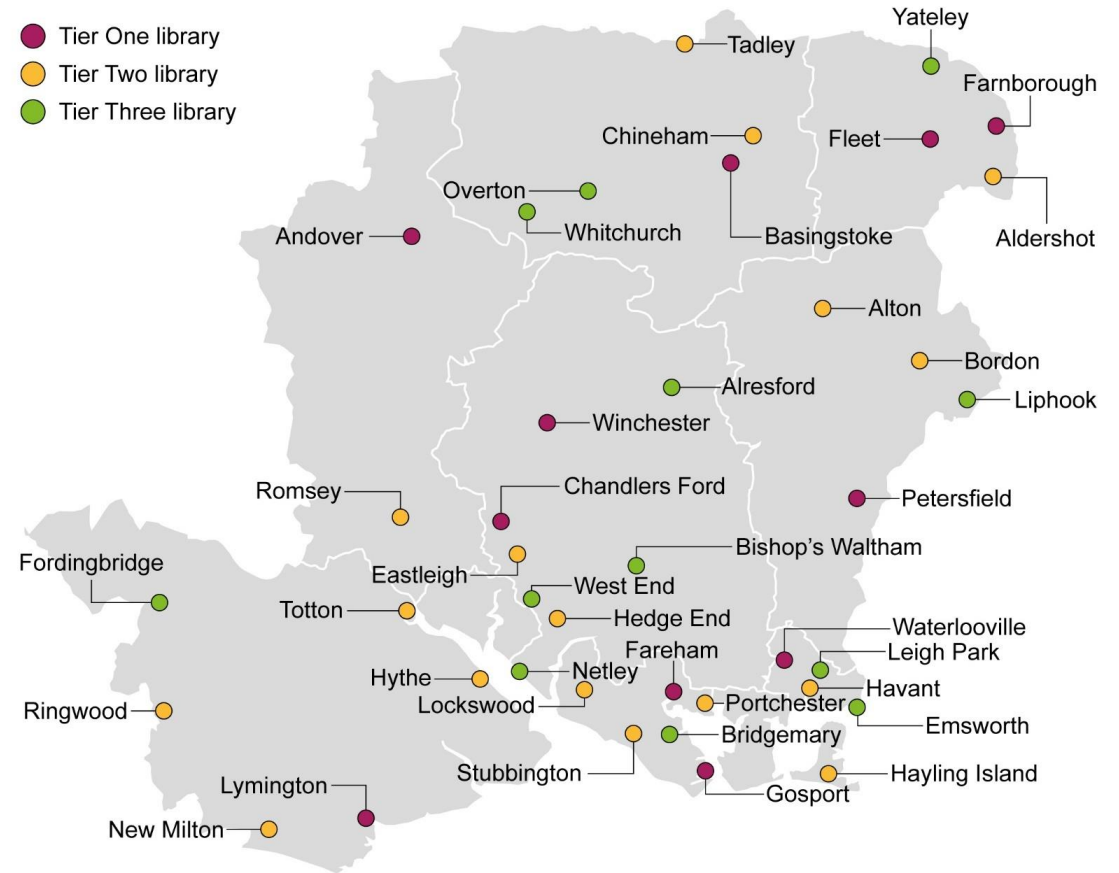 Tier One library
Tier Two library
Tier Three library
Yateley
Tadley
Farnborough
Chineham
Fleet
Overton
Whitchurch
Andover
Basingstoke
Aldershot
Alton
Bordon
Alresford
Liphook
Winchester
Chandlers Ford
Romsey
Petersfield
Bishop's Waltham
Fordingbridge
Eastleigh
West End
Totton
Hedge End
Waterlooville
Fareham
Leigh Park
Netley
Hythe
Havant
Lockswood
Portchester
Ringwood
Emsworth
Bridgemary
Stubbington
Hayling Island
Lymington
Gosport
New Milton